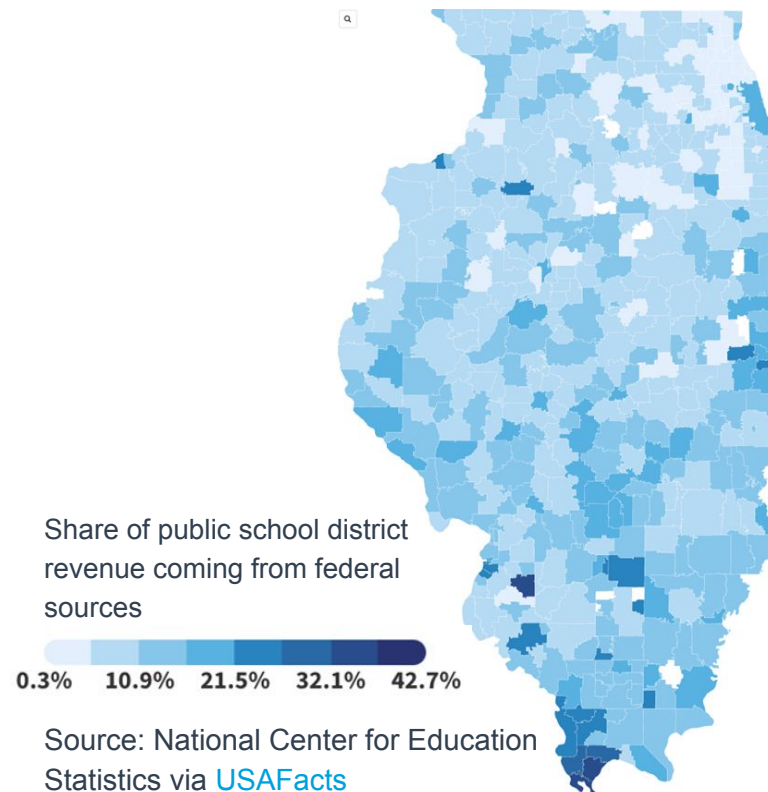 Share of public school district
revenue coming from federal
sources
0.3% 10.9% 21.5% 32.1% 42.7%
Source: National Center for Education
Statistics via USAFacts